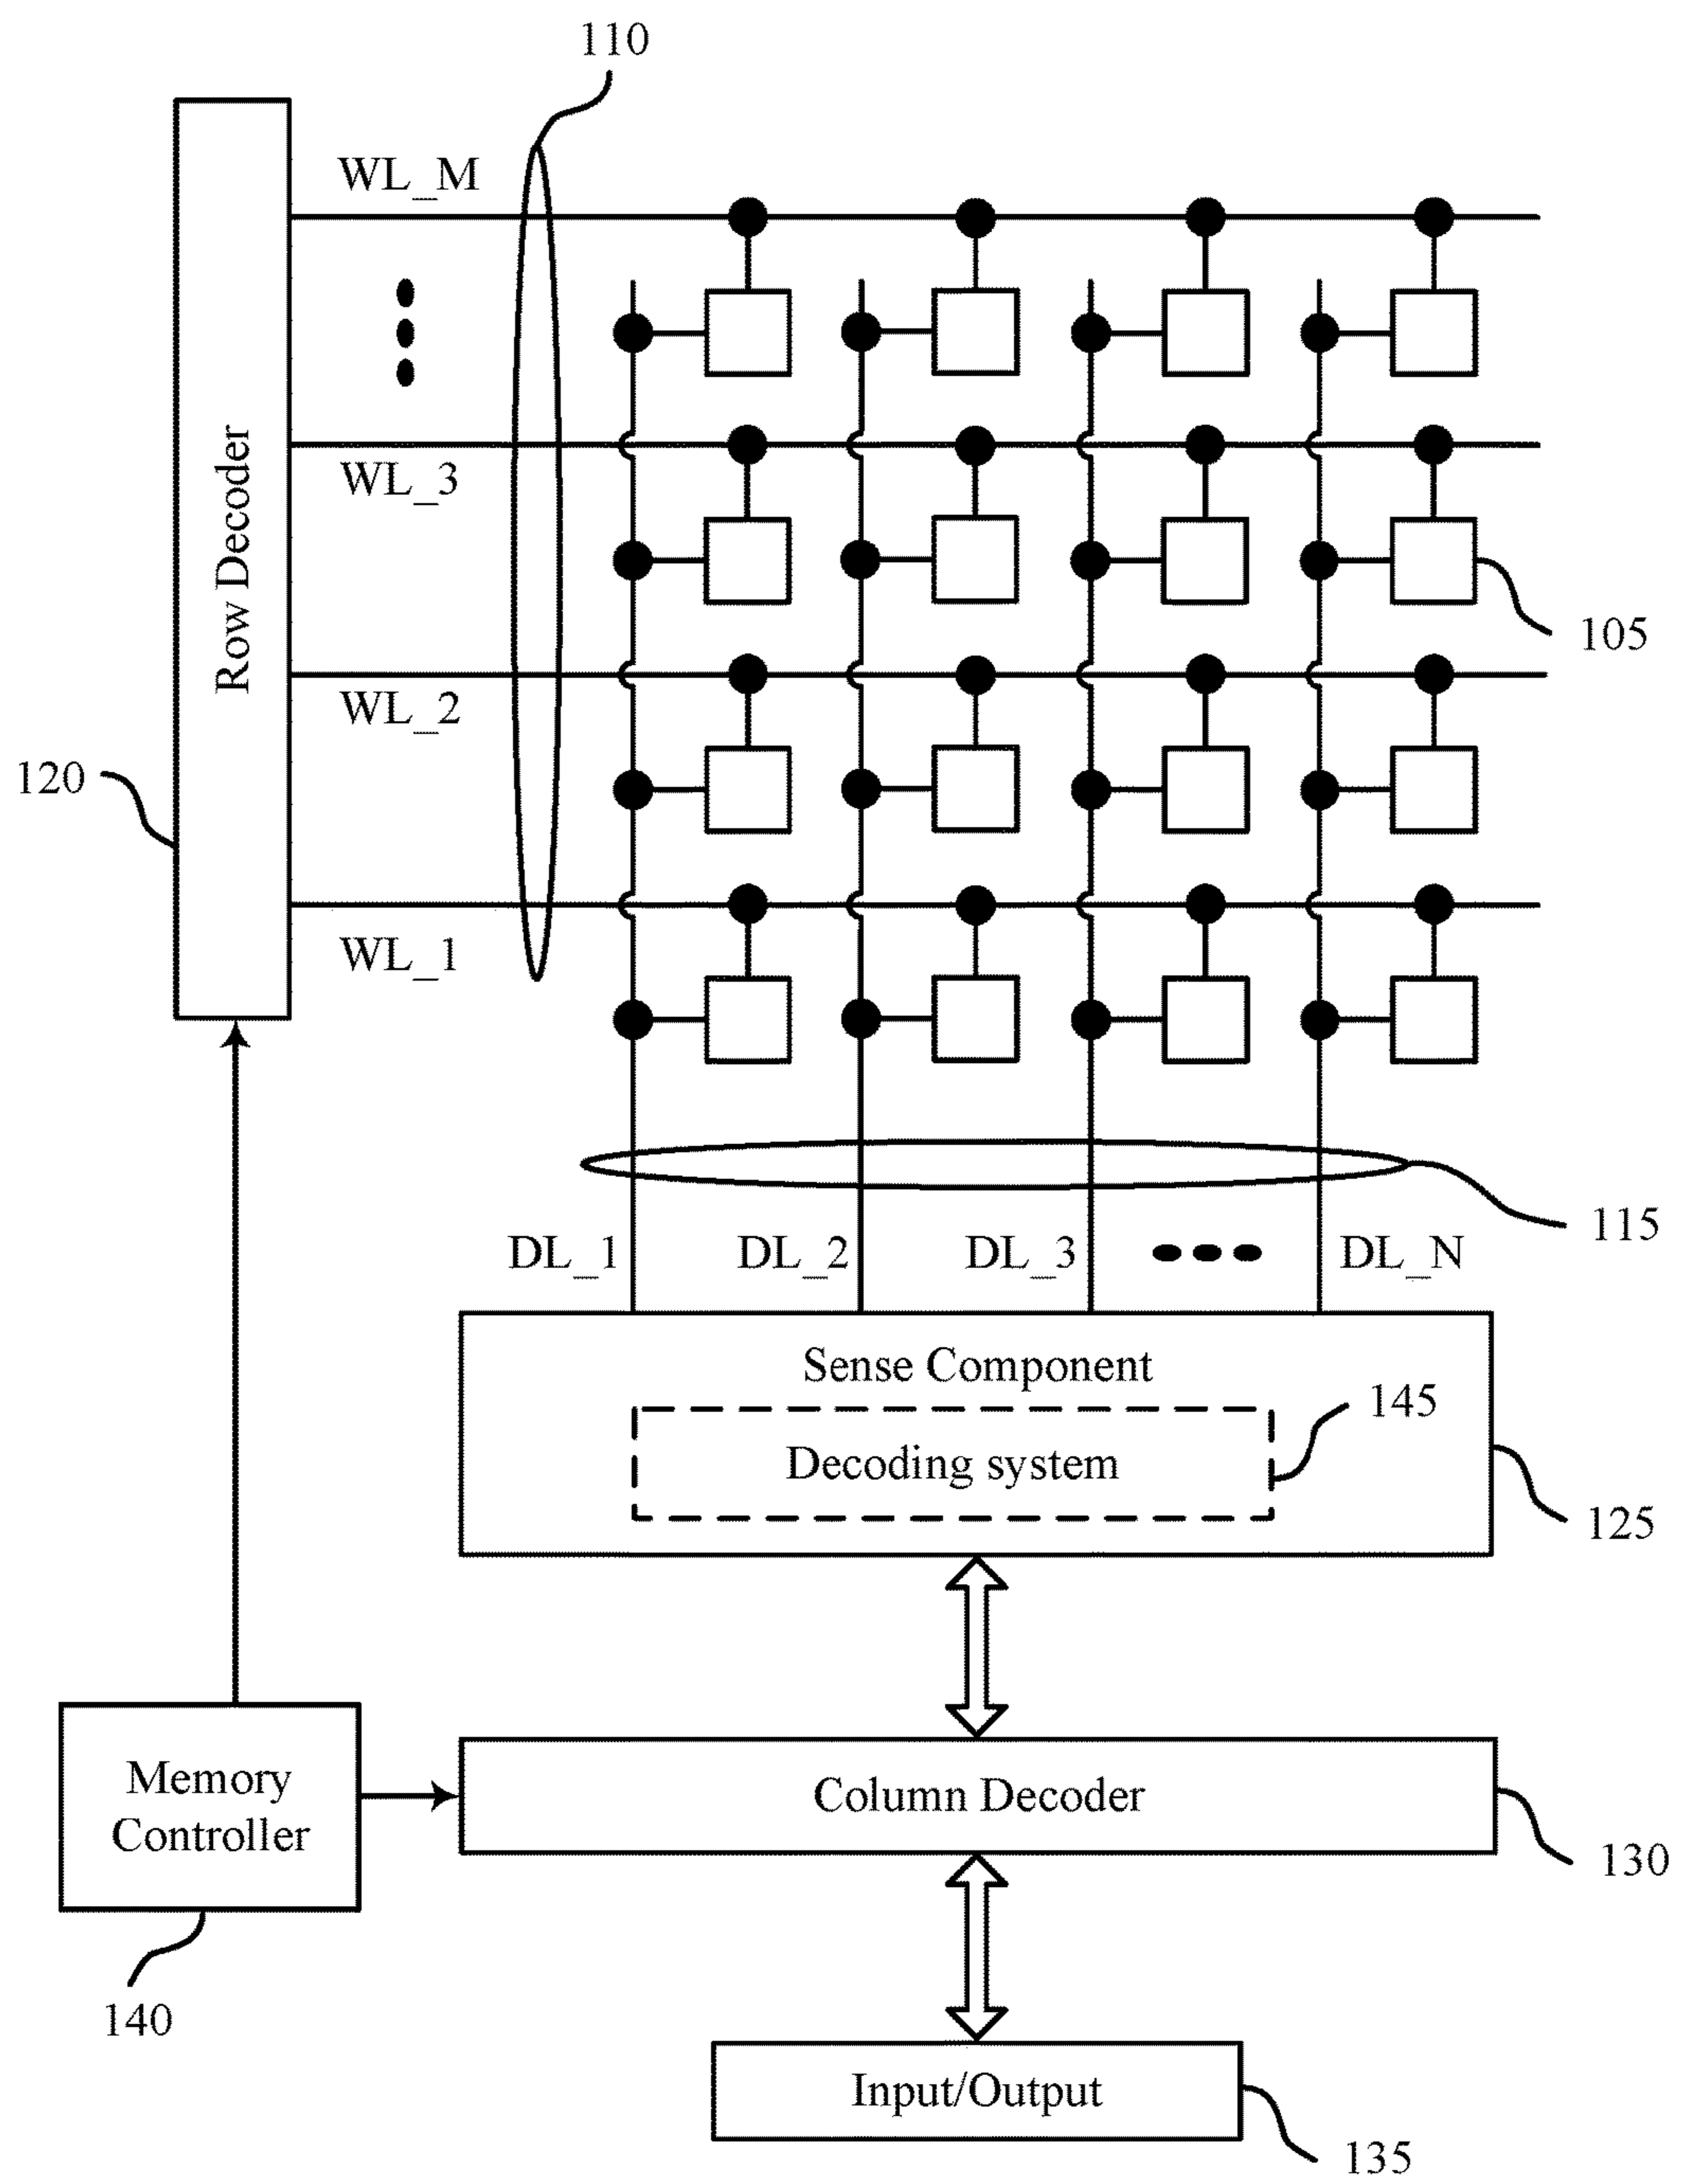 110
WL_M
Row Decoder
WL_3
105
WL_2
120
WL_1
115
DL_1
DL_2
DL_3
DL_N
Sense Component
145
Decoding system
125
Memory
Controller
Column Decoder
130
140
Input/Output
135